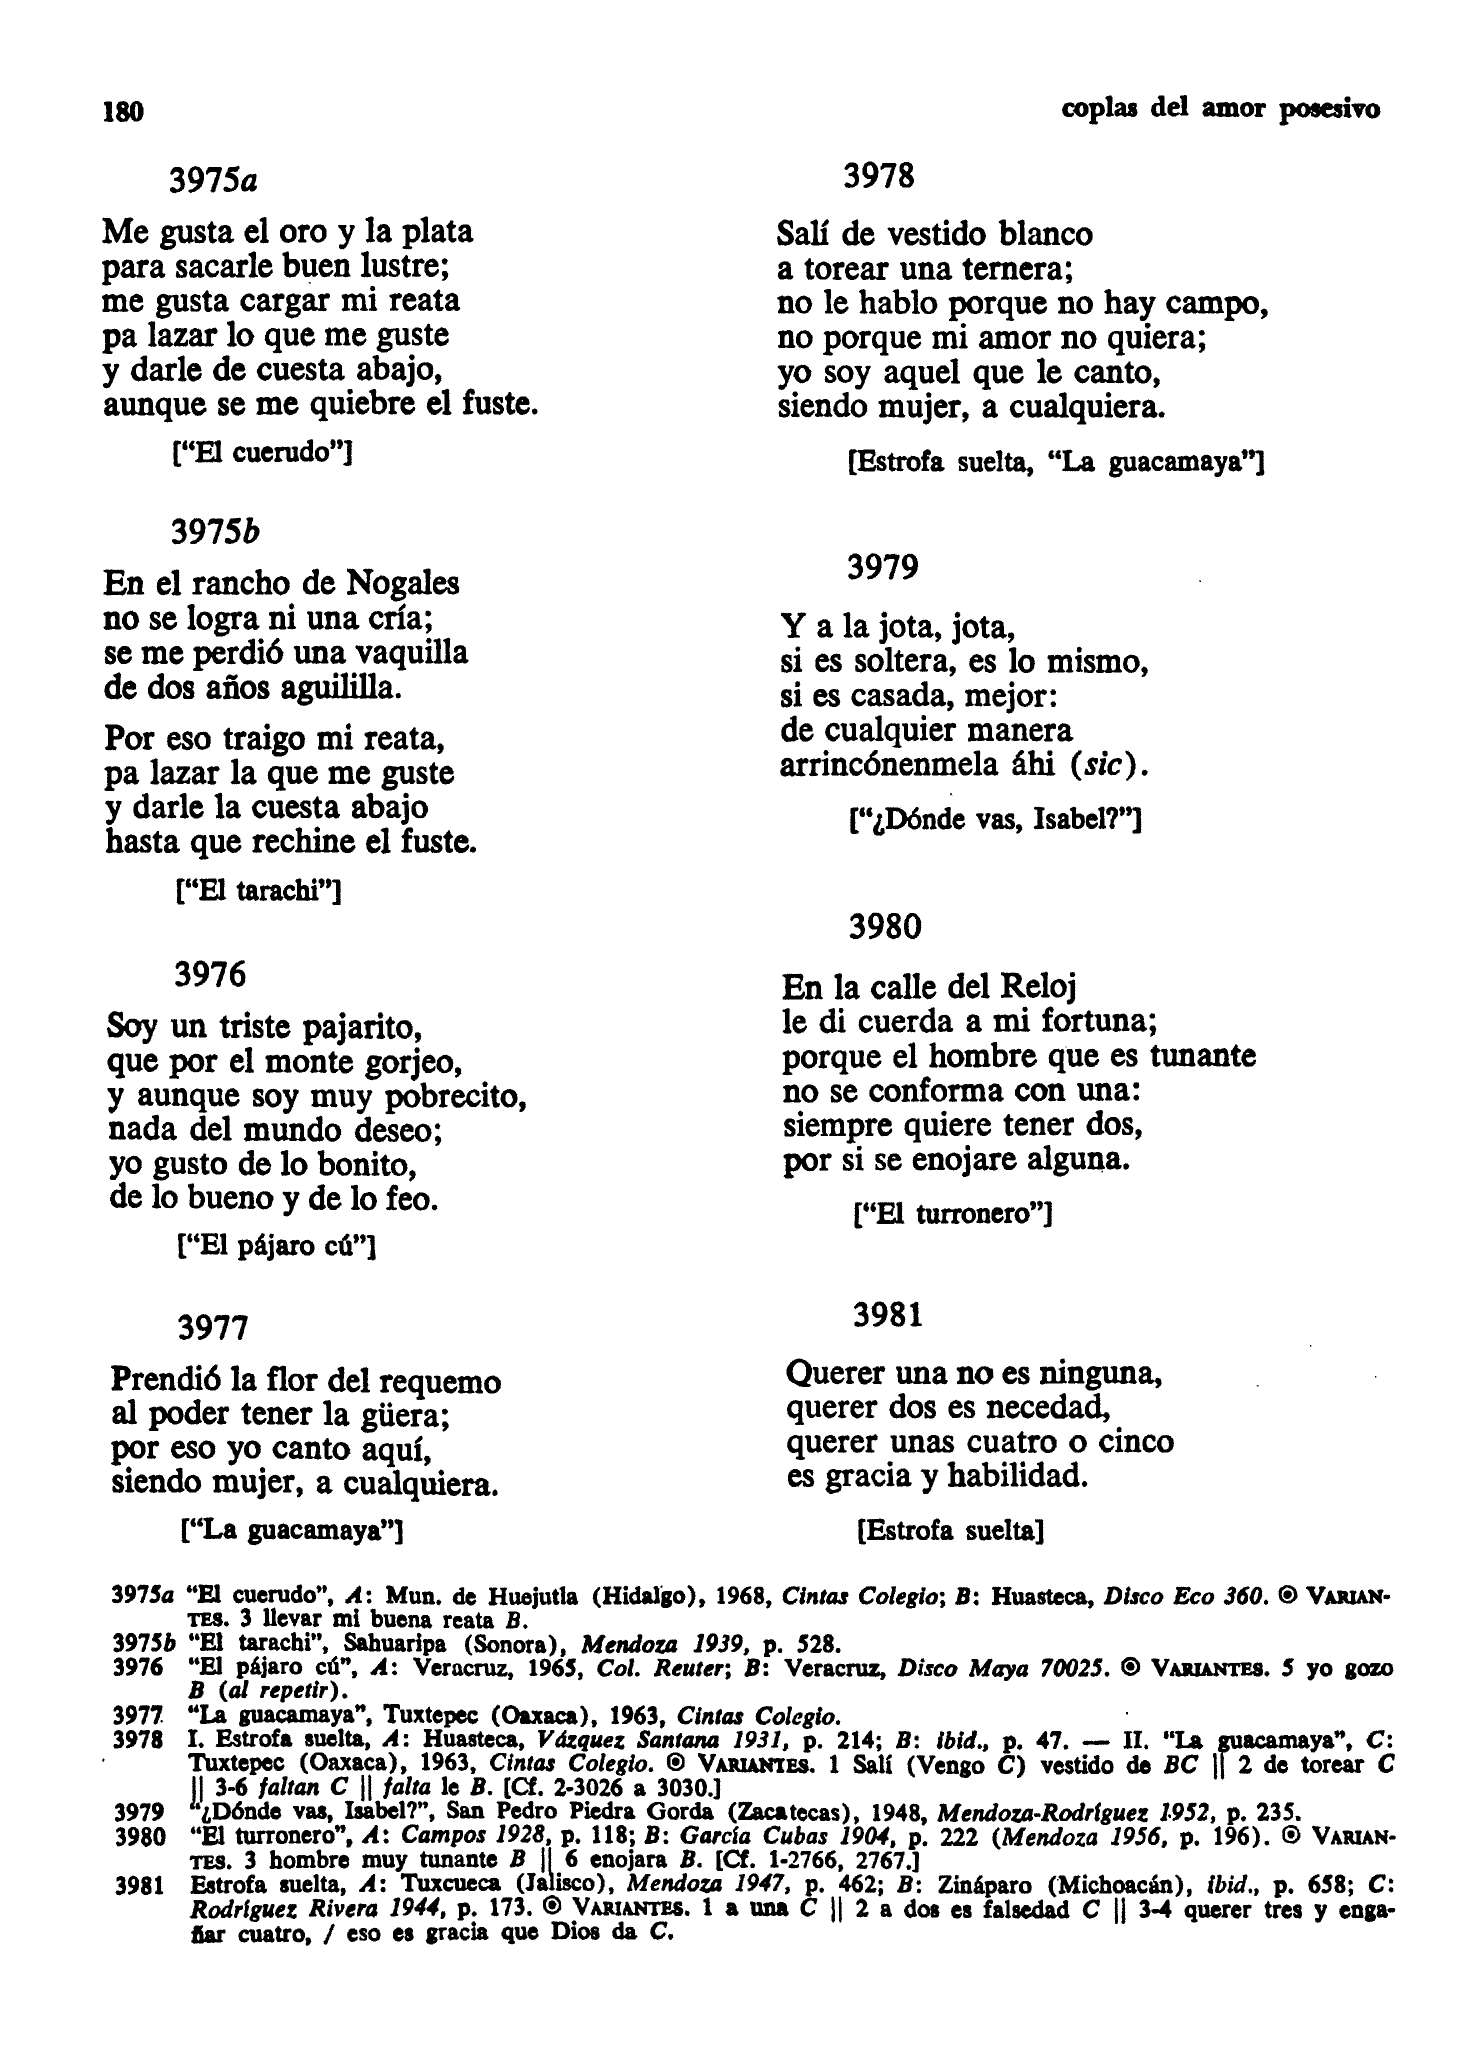 180
coplas del amor posesivo
3975a
Me gusta el oro y la plata
para sacarle buen lustre;
me gusta cargar mi reata
pa lazar lo que me guste
y darle de cuesta abajo,
aunque se me quiebre el fuste.
["El cuerudo"]
3975b
En el rancho de Nogales
no se logra ni una cría;
se me perdió una vaquilla
de dos años aguililla.
Por eso traigo mi reata,
pa lazar la que me guste
y darle la cuesta abajo
hasta que rechine el fuste.
["El tarachi"]
3976
Soy un triste pajarito,
que por el monte gorjeo,
y aunque soy muy pobrecito,
nada del mundo deseo;
yo gusto de lo bonito,
de lo bueno y de lo feo.
["El pájaro cú"]
3977
Prendió la flor del requemo
al poder tener la güera;
por eso yo canto aquí,
siendo mujer, a cualquiera.
["La guacamaya"]
3978
Salí de vestido blanco
a torear una ternera;
no le hablo porque no hay campo,
no porque mi amor no quiera;
yo soy aquel que le canto,
siendo mujer, a cualquiera.
[Estrofa suelta, "La guacamaya"]
3979
Y a la jota, jota,
si es soltera, es lo mismo,
si es casada, mejor:
de cualquier manera
arrincónenmela áhi (sic).
["¿Dónde vas, Isabel?"]
3980
En la calle del Reloj
le di cuerda a mi fortuna;
porque el hombre que es tunante
no se conforma con una:
siempre quiere tener dos,
por si se enojare alguna.
["El turronero"]
3981
Querer una no es ninguna,
querer dos es necedad,
querer unas cuatro o cinco
es gracia y habilidad.
[Estrofa suelta]
3975a "El cuerudo", A: Mun. de Huejutla (Hidalgo), 1968, Cintas Colegio; B: Huasteca, Disco Eco 360. ⊙ VARIAN-
TES. 3 llevar mi buena reata B.
3975b "El tarachi", Sahuaripa (Sonora), Mendoza 1939, p. 528.
3976 "El pájaro cú", A: Veracruz, 1965, Col. Reuter; B: Veracruz, Disco Maya 70025. ⊙ VARIANTES. 5 yo gozo
B (al repetir).
3977 "La guacamaya", Tuxtepec (Oaxaca), 1963, Cintas Colegio.
3978 I. Estrofa suelta, A: Huasteca, Vázquez Santana 1931, p. 214; B: ibid., p. 47. — II. "La guacamaya", C:
Tuxtepec (Oaxaca), 1963, Cintas Colegio. ⊙ VARIANTES. 1 Salí (Vengo C) vestido de BC || 2 de torear C
|| 3-6 faltan C || falta le B. [Cf. 2-3026 a 3030.]
3979 "¿Dónde vas, Isabel?", San Pedro Piedra Gorda (Zacatecas), 1948, Mendoza-Rodríguez 1952, p. 235.
3980 "El turronero", A: Campos 1928, p. 118; B: García Cubas 1904, p. 222 (Mendoza 1956, p. 196). ⊙ VARIAN-
TES. 3 hombre muy tunante B || 6 enojara B. [Cf. 1-2766, 2767.]
3981 Estrofa suelta, A: Tuxcueca (Jalisco), Mendoza 1947, p. 462; B: Zináparo (Michoacán), ibid., p. 658; C:
Rodríguez Rivera 1944, p. 173. ⊙ VARIANTES. 1 a una C || 2 a dos es falsedad C || 3-4 querer tres y enga-
ñar cuatro, / eso es gracia que Dios da C.